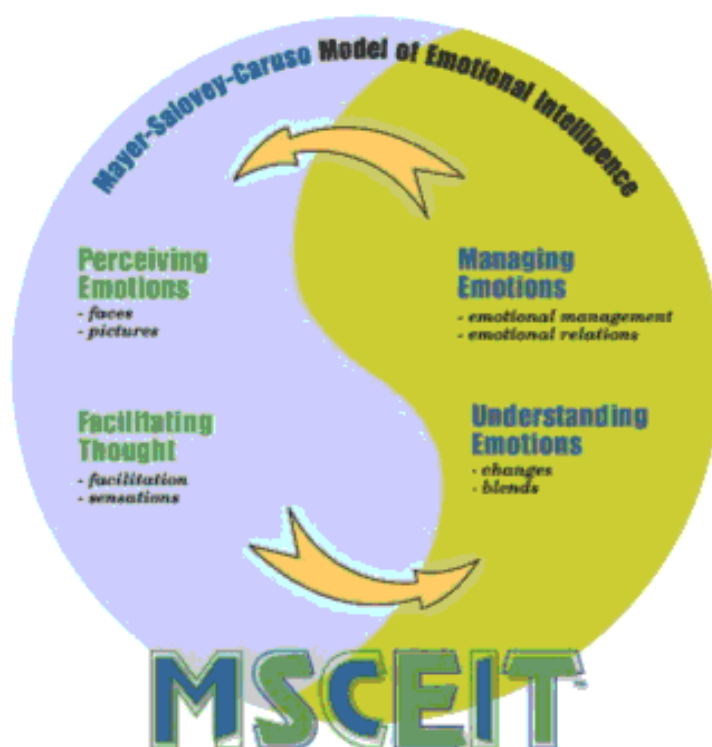 Mayer-Salovey-Caruso Model of Emotional Intelligence
Perceiving
Emotions
- faces
- pictures
Facilitating
Thought
- facilitation
- sensations
Managing
Emotions
- emotional management
- emotional relations
Understanding
Emotions
- changes
- blends
MSCEIT™